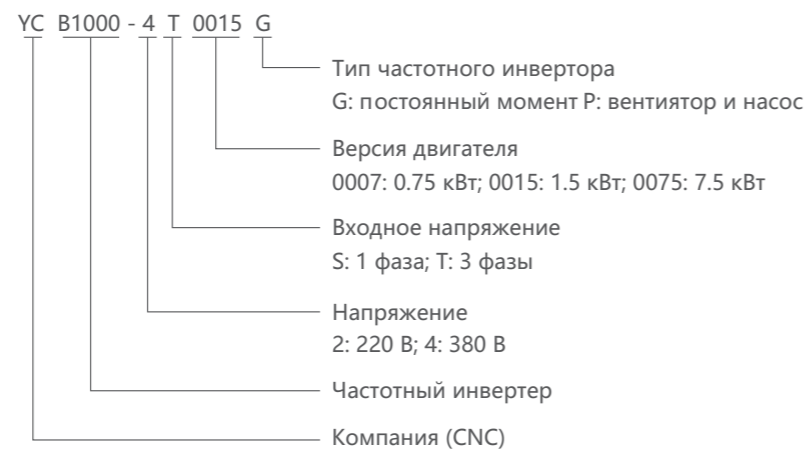 YC B1000 - 4 T 0015 G
Тип частотного инвертора
G: постоянный момент P: вентиятор и насос
Версия двигателя
0007: 0.75 кВт; 0015: 1.5 кВт; 0075: 7.5 кВт
Входное напряжение
S: 1 фаза; T: 3 фазы
Напряжение
2: 220 В; 4: 380 В
Частотный инвертер
Компания (CNC)